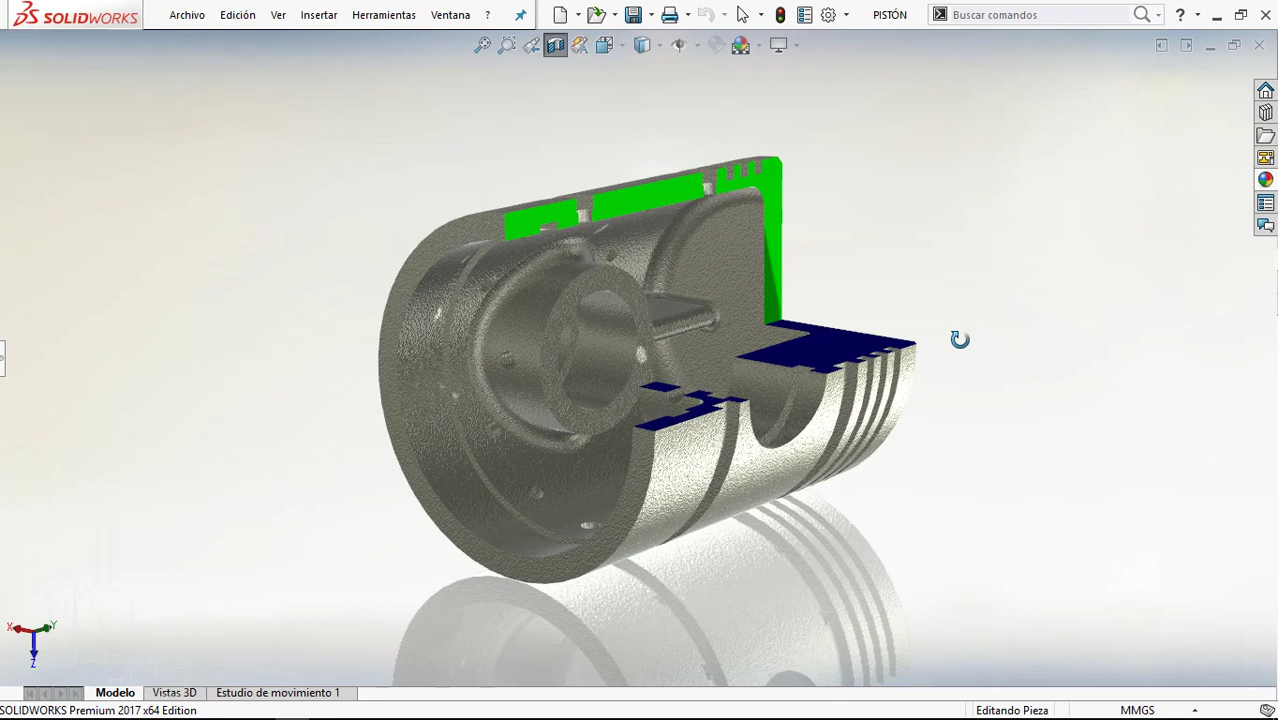 SOLIDWORKS
Archivo Edición Ver Insertar Herramientas Ventana ?
PISTÓN
Buscar comandos
?
X Y
Z
Modelo Vistas 3D Estudio de movimiento 1
SOLIDWORKS Premium 2017 x64 Edition
Editando Pieza
MMGS